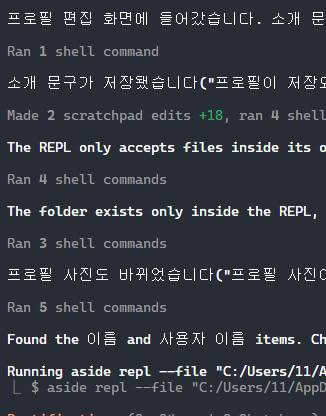 프로필 편집 화면에 들어갔습니다. 소개 문
Ran 1 shell command
소개 문구가 저장됐습니다("프로필이 저장되
Made 2 scratchpad edits +18, ran 4 shell
The REPL only accepts files inside its o
Ran 4 shell commands
The folder exists only inside the REPL,
Ran 3 shell commands
프로필 사진도 바뀌었습니다("프로필 사진이
Ran 5 shell commands
Found the 이름 and 사용자 이름 items. Ch
Running aside repl --file "C:/Users/11/A
└ $ aside repl --file "C:/Users/11/AppD